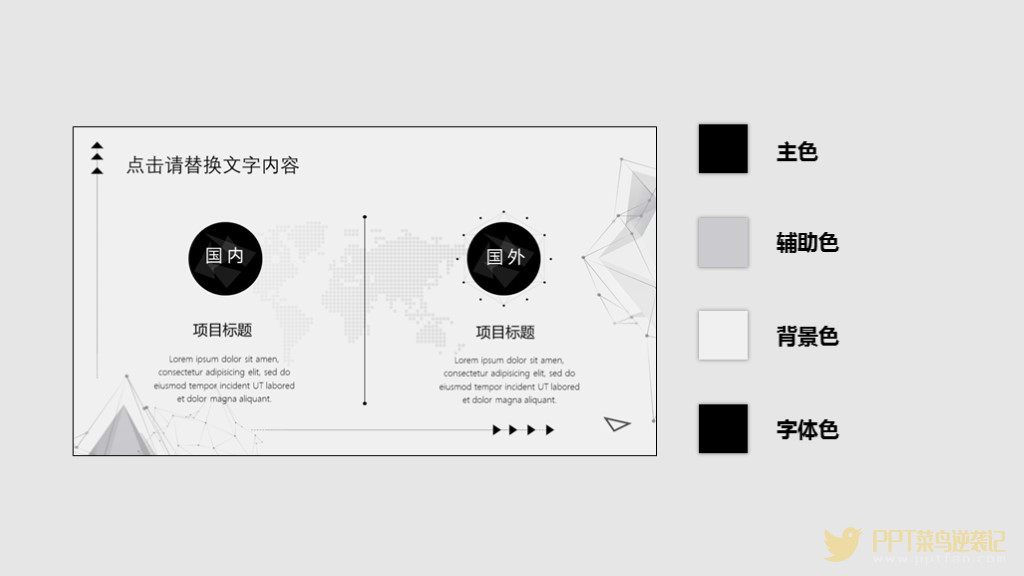 点击请替换文字内容
国内
国外
项目标题
Lorem ipsum dolor sit amen,
consectetur adipisicing elit, sed do
eiusmod tempor incident UT labored
et dolor magna aliquant.
项目标题
Lorem ipsum dolor sit amen,
consectetur adipisicing elit, sed do
eiusmod tempor incident UT labored
et dolor magna aliquant.
主色
辅助色
背景色
字体色
PPT菜鸟逆袭记